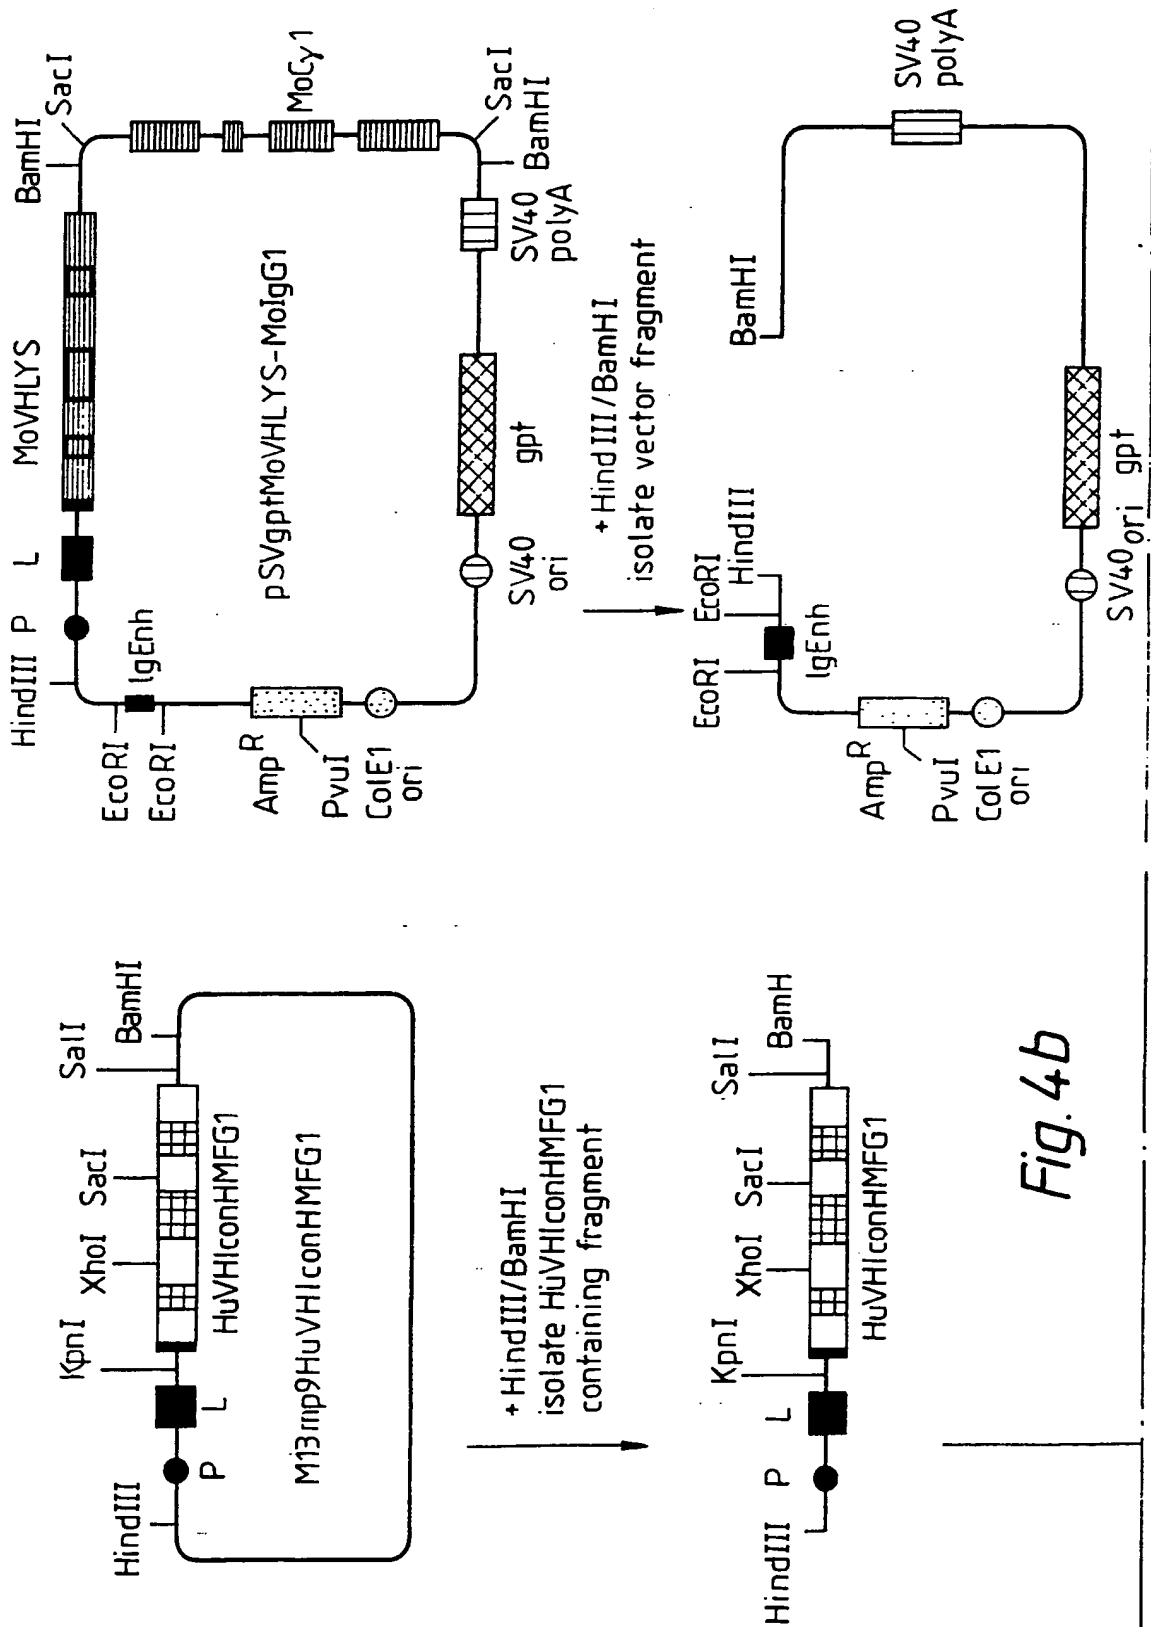 HindIII
P
L
KpnI
XhoI
SacI
SalI
BamHI
HuVHIconHMFG1
M13mp9HuVHIconHMFG1
+HindIII/BamHI
isolate HuVHIconHMFG1
containing fragment
HindIII
P
L
KpnI
XhoI
SacI
SalI
BamH
HuVHIconHMFG1
Fig. 4b
HindIII
P
L
MoVHLYS
BamHI
SacI
EcoRI
IgEnh
EcoRI
AmpR
PvuI
ColE1
ori
pSVgptMoVHLYS-MoIgG1
MoCγ1
SacI
BamHI
SV40
polyA
gpt
SV40
ori
+HindIII/BamHI
isolate vector fragment
EcoRI
EcoRI
HindIII
IgEnh
AmpR
PvuI
ColE1
ori
BamHI
SV40
polyA
gpt
SV40 ori